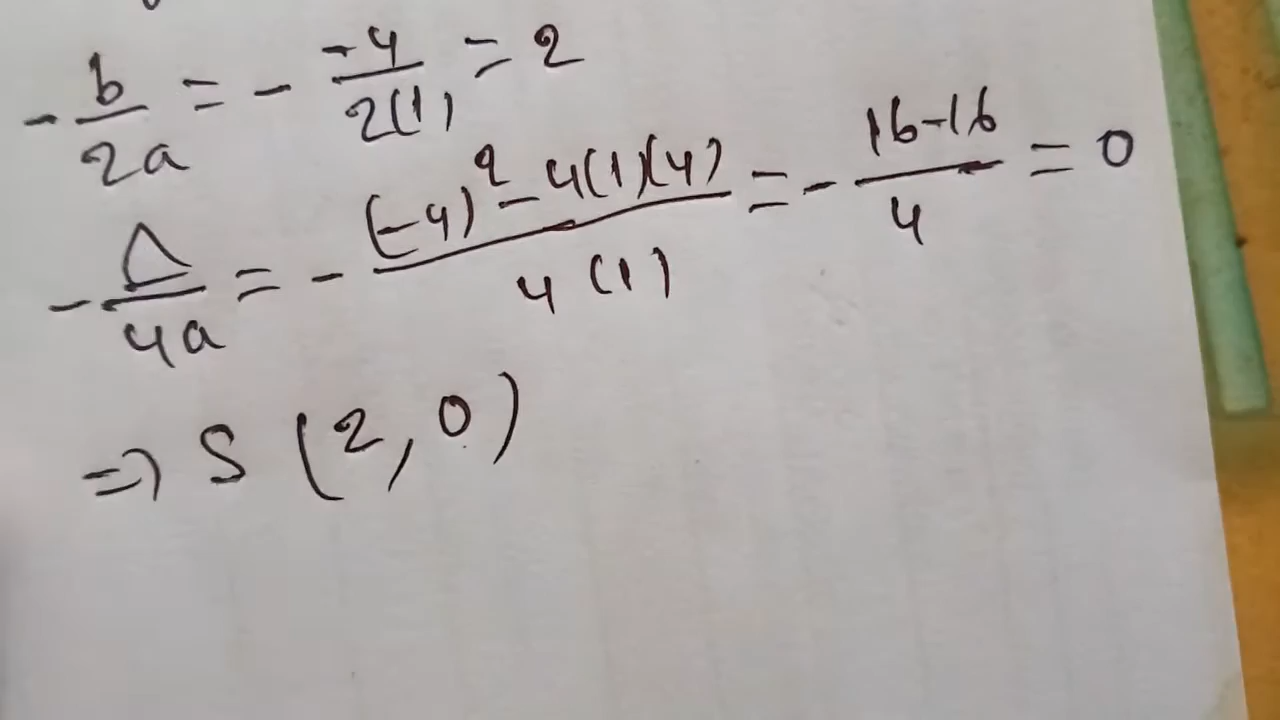 -b/2a = - -4/2(1) = 2
-Δ/4a = - (-4)² - 4(1)(4)/4(1) = - 16-16/4 = 0
=> S (2, 0)